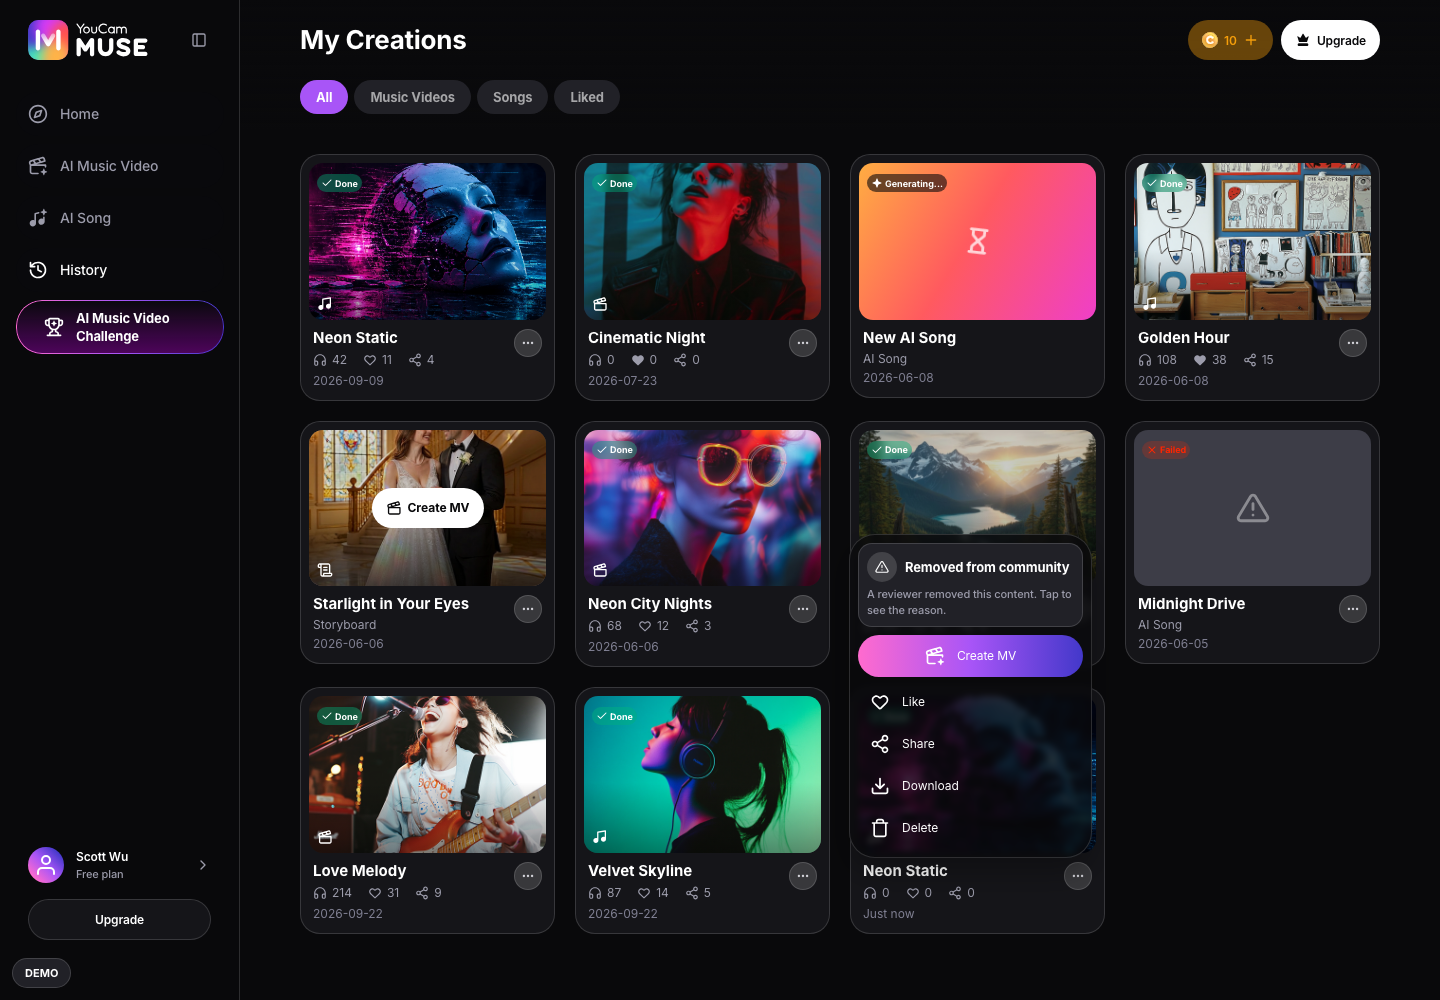 YouCam
MUSE
Home
AI Music Video
AI Song
History
AI Music Video
Challenge
Scott Wu
Free plan
Upgrade
DEMO
My Creations
10
Upgrade
All
Music Videos
Songs
Liked
Done
Neon Static
42 11 4
2026-09-09
Done
Cinematic Night
0 0 0
2026-07-23
Generating...
New AI Song
AI Song
2026-06-08
Done
Golden Hour
108 38 15
2026-06-08
Create MV
Starlight in Your Eyes
Storyboard
2026-06-06
Done
Neon City Nights
68 12 3
2026-06-06
Done
Removed from community
A reviewer removed this content. Tap to
see the reason.
Create MV
Like
Share
Download
Delete
Failed
Midnight Drive
AI Song
2026-06-05
Done
Love Melody
214 31 9
2026-09-22
Done
Velvet Skyline
87 14 5
2026-09-22
Neon Static
0 0 0
Just now